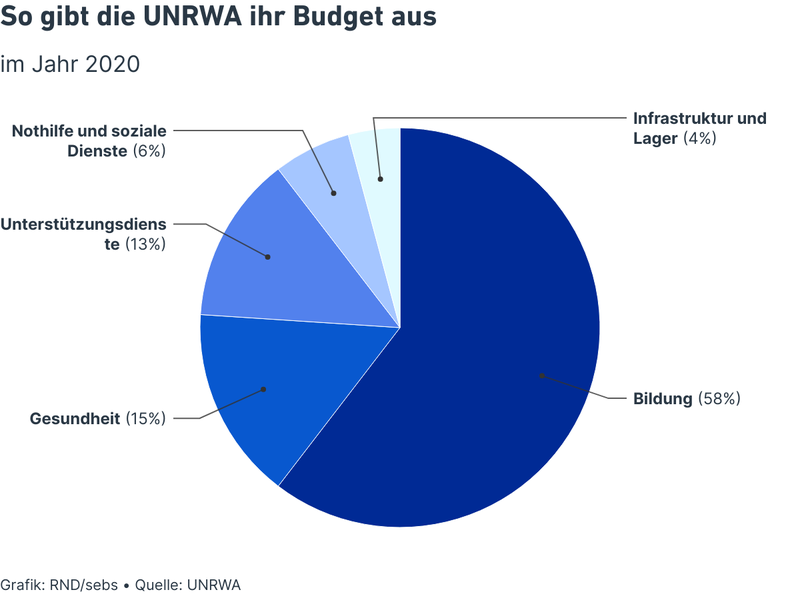 So gibt die UNRWA ihr Budget aus
im Jahr 2020
Nothilfe und soziale
Dienste (6%)
Infrastruktur und
Lager (4%)
Unterstützungsdiens
te (13%)
Bildung (58%)
Gesundheit (15%)
Grafik: RND/sebs • Quelle: UNRWA